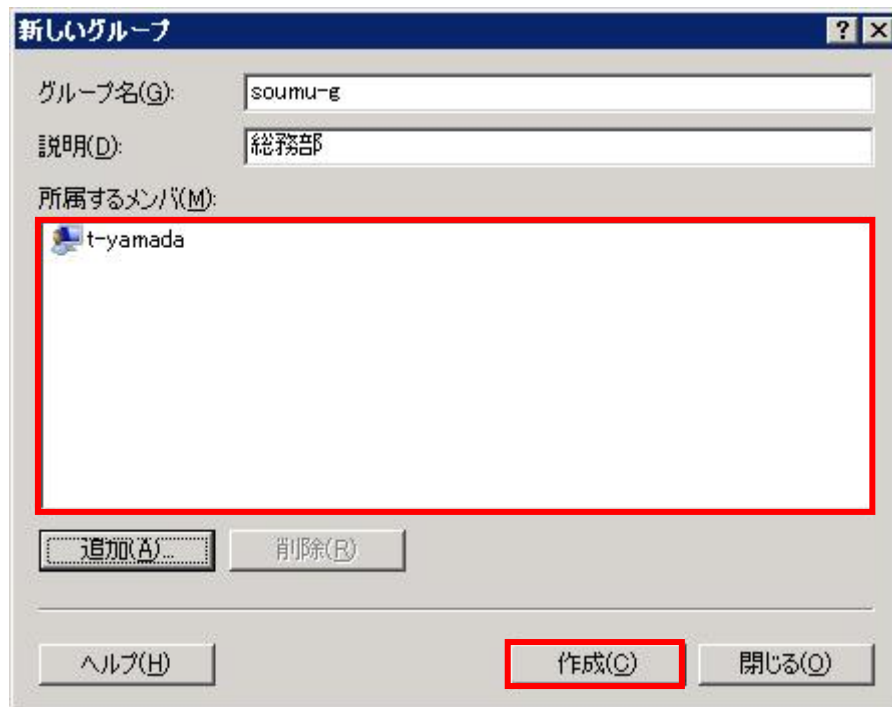 新しいグループ
グループ名(G): soumu-g
説明(D): 総務部
所属するメンバ(M):
t-yamada
追加(A)... 削除(R)
ヘルプ(H) 作成(C) 閉じる(O)